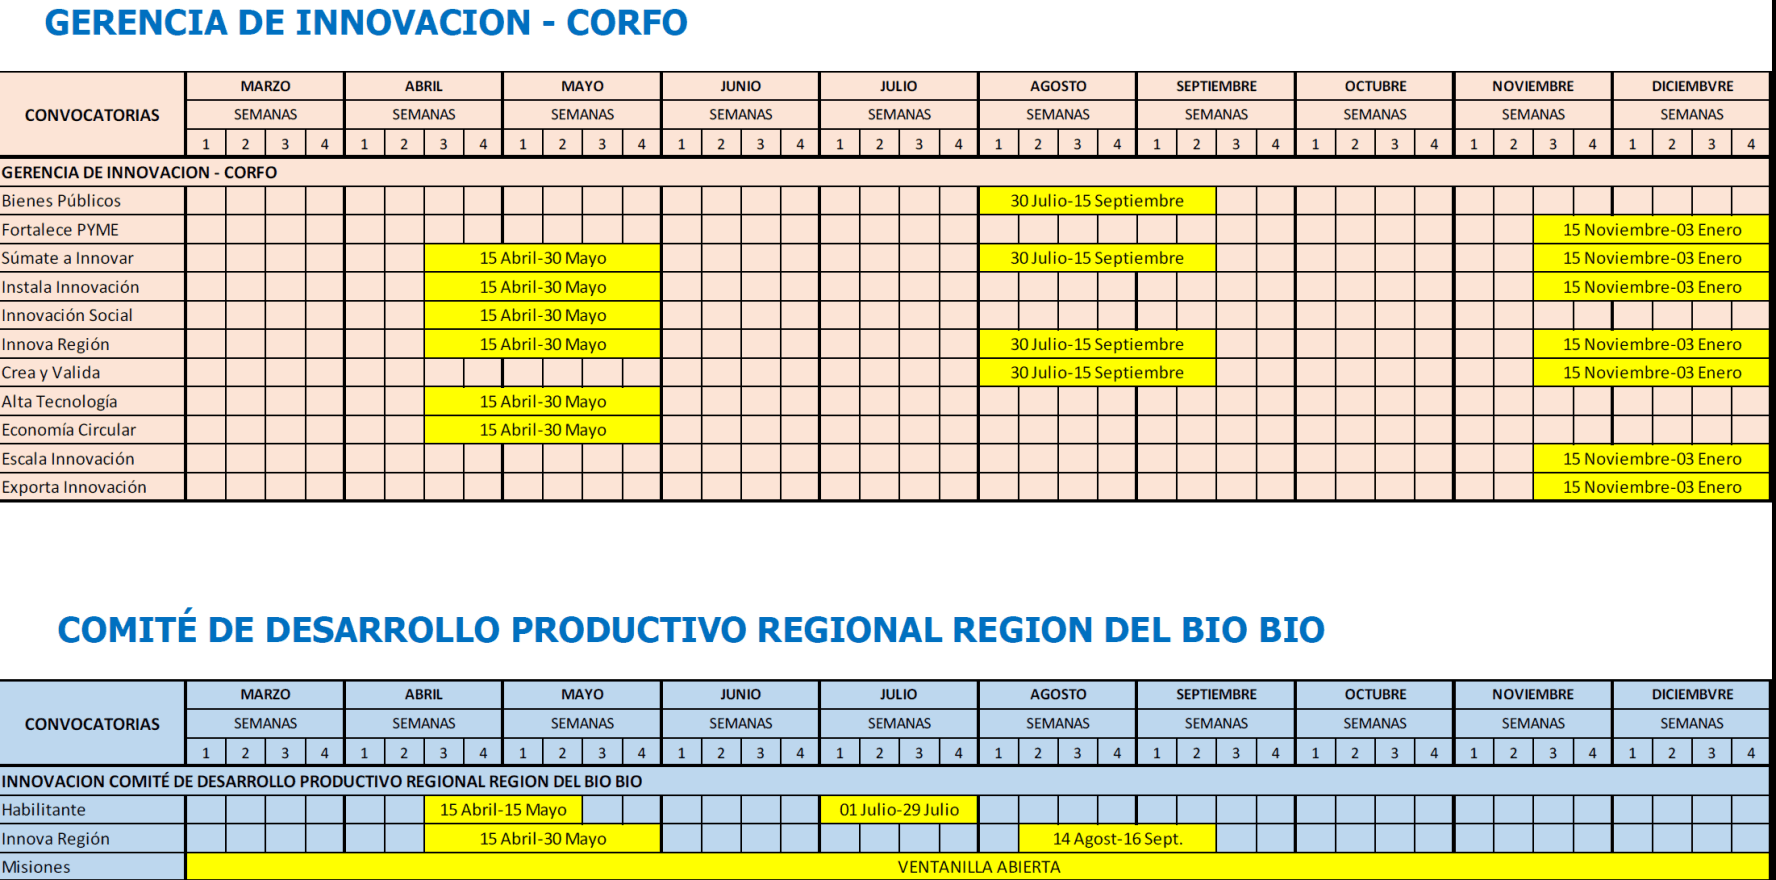 GERENCIA DE INNOVACION - CORFO
CONVOCATORIAS MARZO ABRIL MAYO JUNIO JULIO AGOSTO SEPTIEMBRE OCTUBRE NOVIEMBRE DICIEMBVRE
SEMANAS SEMANAS SEMANAS SEMANAS SEMANAS SEMANAS SEMANAS SEMANAS SEMANAS SEMANAS
1 2 3 4 1 2 3 4 1 2 3 4 1 2 3 4 1 2 3 4 1 2 3 4 1 2 3 4 1 2 3 4 1 2 3 4 1 2 3 4
GERENCIA DE INNOVACION - CORFO
Bienes Públicos 30 Julio-15 Septiembre
Fortalece PYME 15 Noviembre-03 Enero
Súmate a Innovar 15 Abril-30 Mayo 30 Julio-15 Septiembre 15 Noviembre-03 Enero
Instala Innovación 15 Abril-30 Mayo 15 Noviembre-03 Enero
Innovación Social 15 Abril-30 Mayo
Innova Región 15 Abril-30 Mayo 30 Julio-15 Septiembre 15 Noviembre-03 Enero
Crea y Valida 30 Julio-15 Septiembre 15 Noviembre-03 Enero
Alta Tecnología 15 Abril-30 Mayo
Economía Circular 15 Abril-30 Mayo
Escala Innovación 15 Noviembre-03 Enero
Exporta Innovación 15 Noviembre-03 Enero
COMITÉ DE DESARROLLO PRODUCTIVO REGIONAL REGION DEL BIO BIO
CONVOCATORIAS MARZO ABRIL MAYO JUNIO JULIO AGOSTO SEPTIEMBRE OCTUBRE NOVIEMBRE DICIEMBVRE
SEMANAS SEMANAS SEMANAS SEMANAS SEMANAS SEMANAS SEMANAS SEMANAS SEMANAS SEMANAS
1 2 3 4 1 2 3 4 1 2 3 4 1 2 3 4 1 2 3 4 1 2 3 4 1 2 3 4 1 2 3 4 1 2 3 4 1 2 3 4
INNOVACION COMITÉ DE DESARROLLO PRODUCTIVO REGIONAL REGION DEL BIO BIO
Habilitante 15 Abril-15 Mayo 01 Julio-29 Julio
Innova Región 15 Abril-30 Mayo 14 Agost-16 Sept.
Misiones VENTANILLA ABIERTA